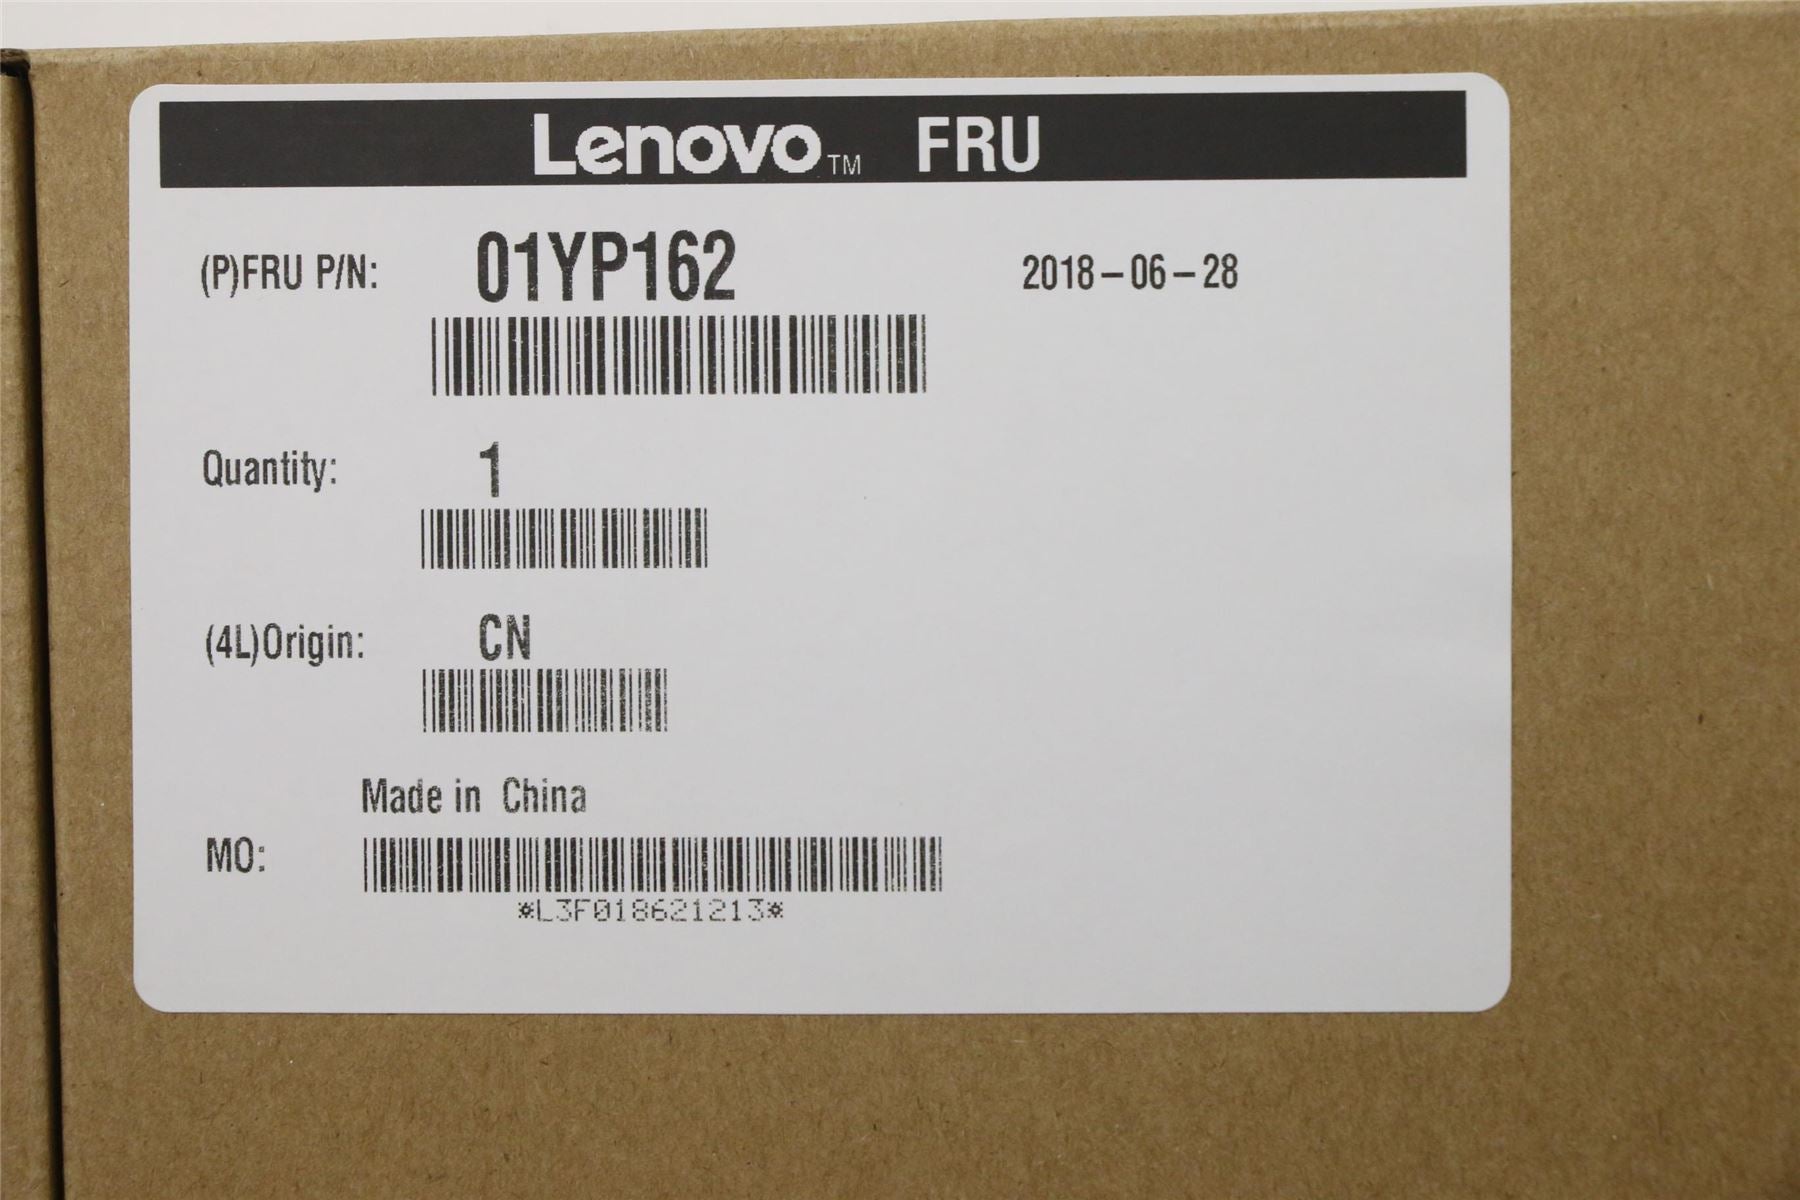 Lenovo™ FRU
(P)FRU P/N: 01YP162 2018-06-28
Quantity: 1
(4L)Origin: CN
Made in China
MO:
*L3F018621213*